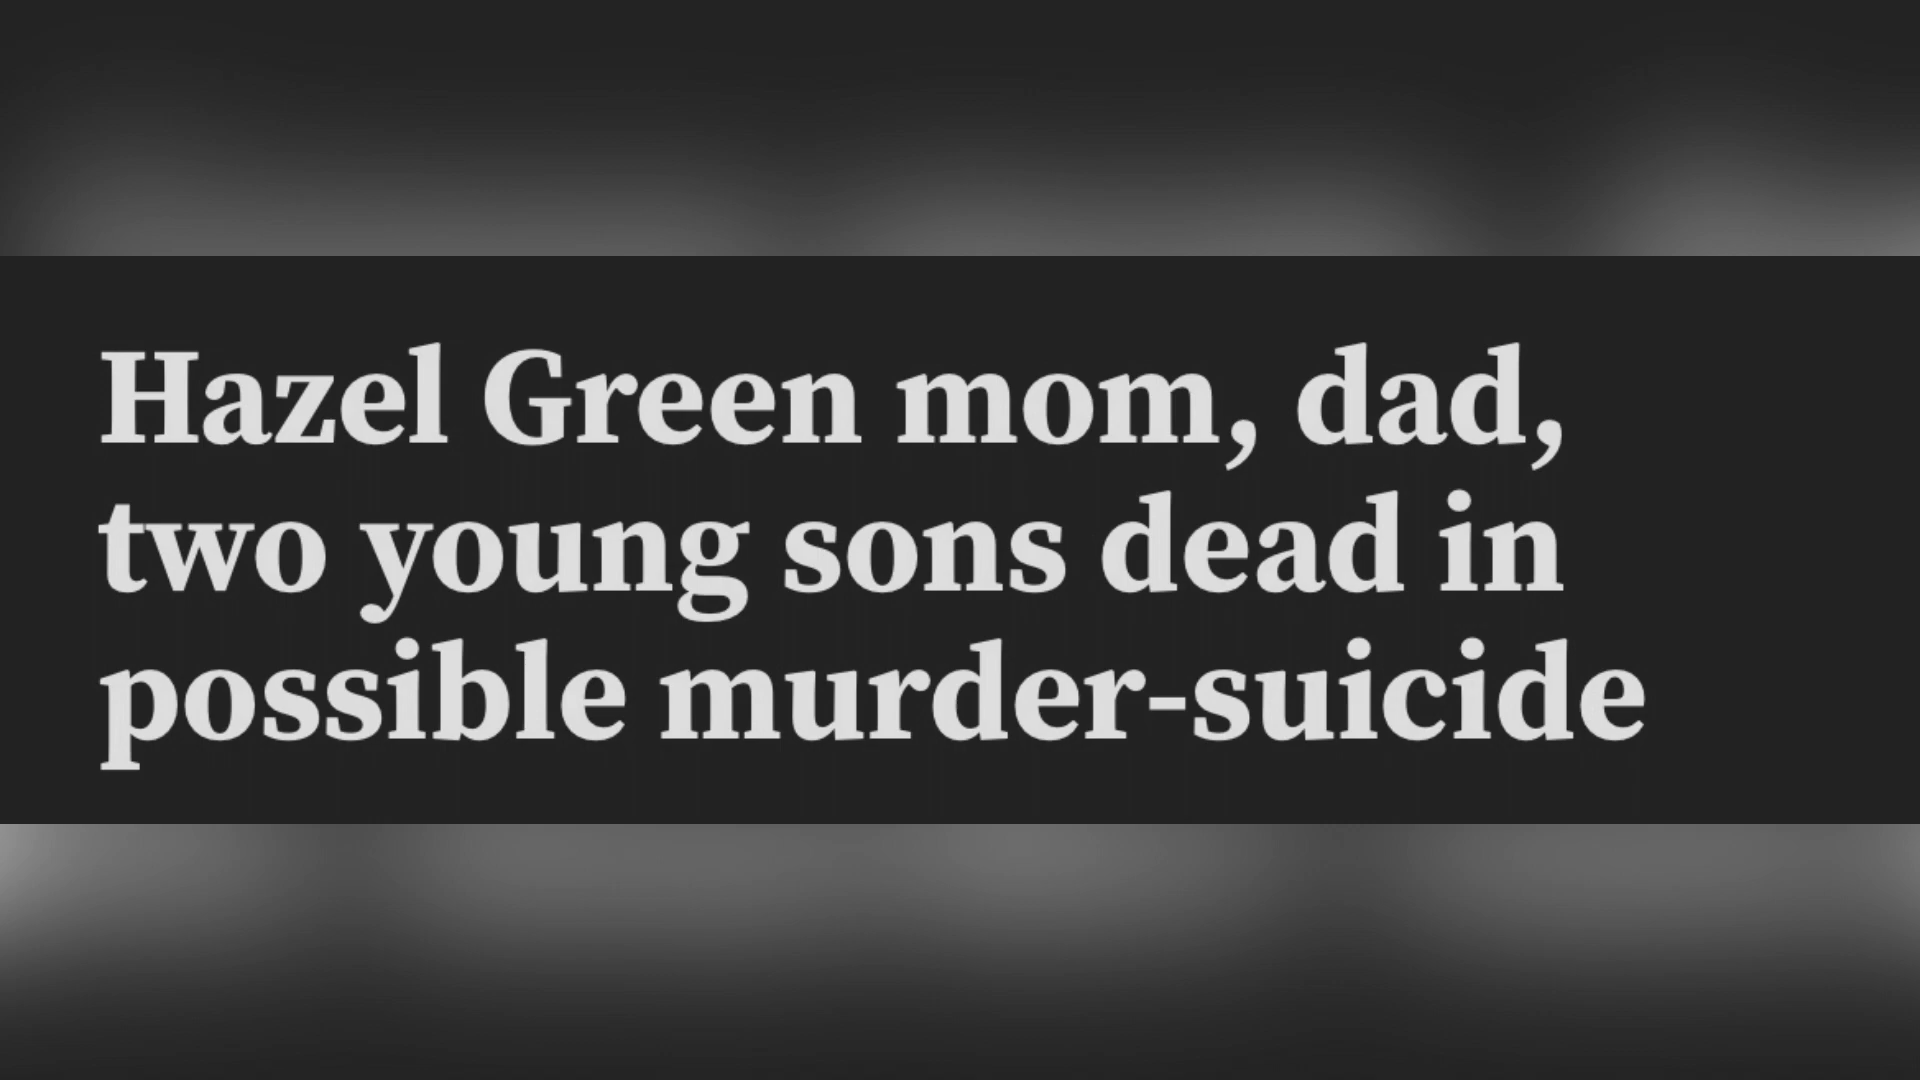 Hazel Green mom, dad,
two young sons dead in
possible murder-suicide